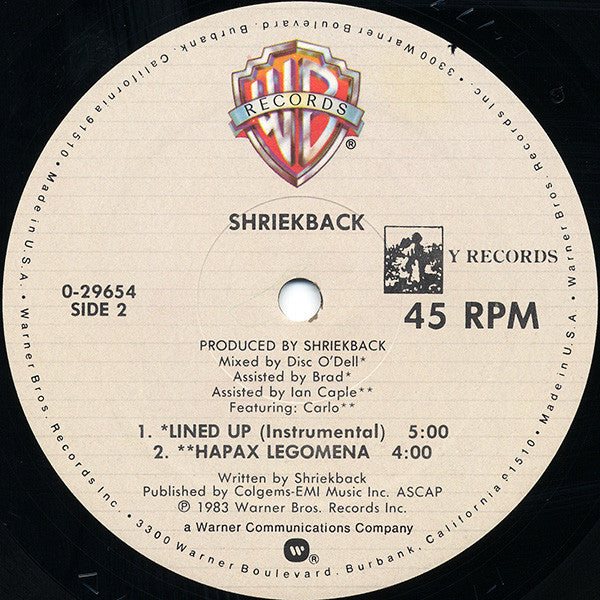 3300 Warner Boulevard, Burbank, California 91510 • Made in U.S.A. • Warner Bros. Records Inc. •
3300 Warner Boulevard, Burbank, California 91510 • Made in U.S.A. • Warner Bros. Records Inc. •
WB
RECORDS
®
SHRIEKBACK
Y RECORDS
0-29654
SIDE 2
45 RPM
PRODUCED BY SHRIEKBACK
Mixed by Disc O'Dell*
Assisted by Brad*
Assisted by Ian Caple**
Featuring: Carlo**
1. *LINED UP (Instrumental) 5:00
2. **HAPAX LEGOMENA 4:00
Written by Shriekback
Published by Colgems-EMI Music Inc. ASCAP
℗ 1983 Warner Bros. Records Inc.
a Warner Communications Company
®